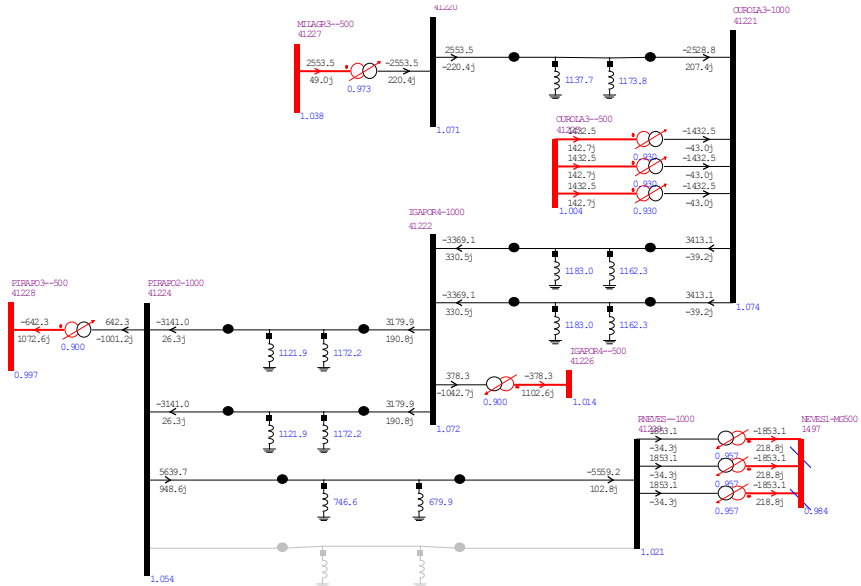 41220
OUROLA3-1000
41221
MILAGR3--500
41227
2553.5
49.0j
-2553.5
220.4j
0.973
1.038
2553.5
-220.4j
-2528.8
207.4j
1137.7
1173.8
1.071
OUROLA3--500
1432.5
142.7j
-1432.5
-43.0j
0.930
1432.5
142.7j
-1432.5
-43.0j
0.930
1432.5
142.7j
-1432.5
-43.0j
0.930
1.004
IGAPOR4-1000
41222
-3369.1
330.5j
3413.1
-39.2j
1183.0
1162.3
-3369.1
330.5j
3413.1
-39.2j
1183.0
1162.3
1.074
PIRAPO3--500
41228
PIRAPO2-1000
41224
-642.3
1072.6j
642.3
-1001.2j
0.900
0.997
-3141.0
26.3j
3179.9
190.8j
1121.9
1172.2
IGAPOR4--500
41226
378.3
-1042.7j
-378.3
1102.6j
0.900
1.014
-3141.0
26.3j
3179.9
190.8j
1121.9
1172.2
1.072
RNEVES--1000
NEVES1-MG500
1497
1853.1
-34.3j
-1853.1
218.8j
0.957
1853.1
-34.3j
-1853.1
218.8j
0.957
1853.1
-34.3j
-1853.1
218.8j
0.957
0.984
5639.7
948.6j
-5559.2
102.8j
746.6
679.9
1.021
1.054